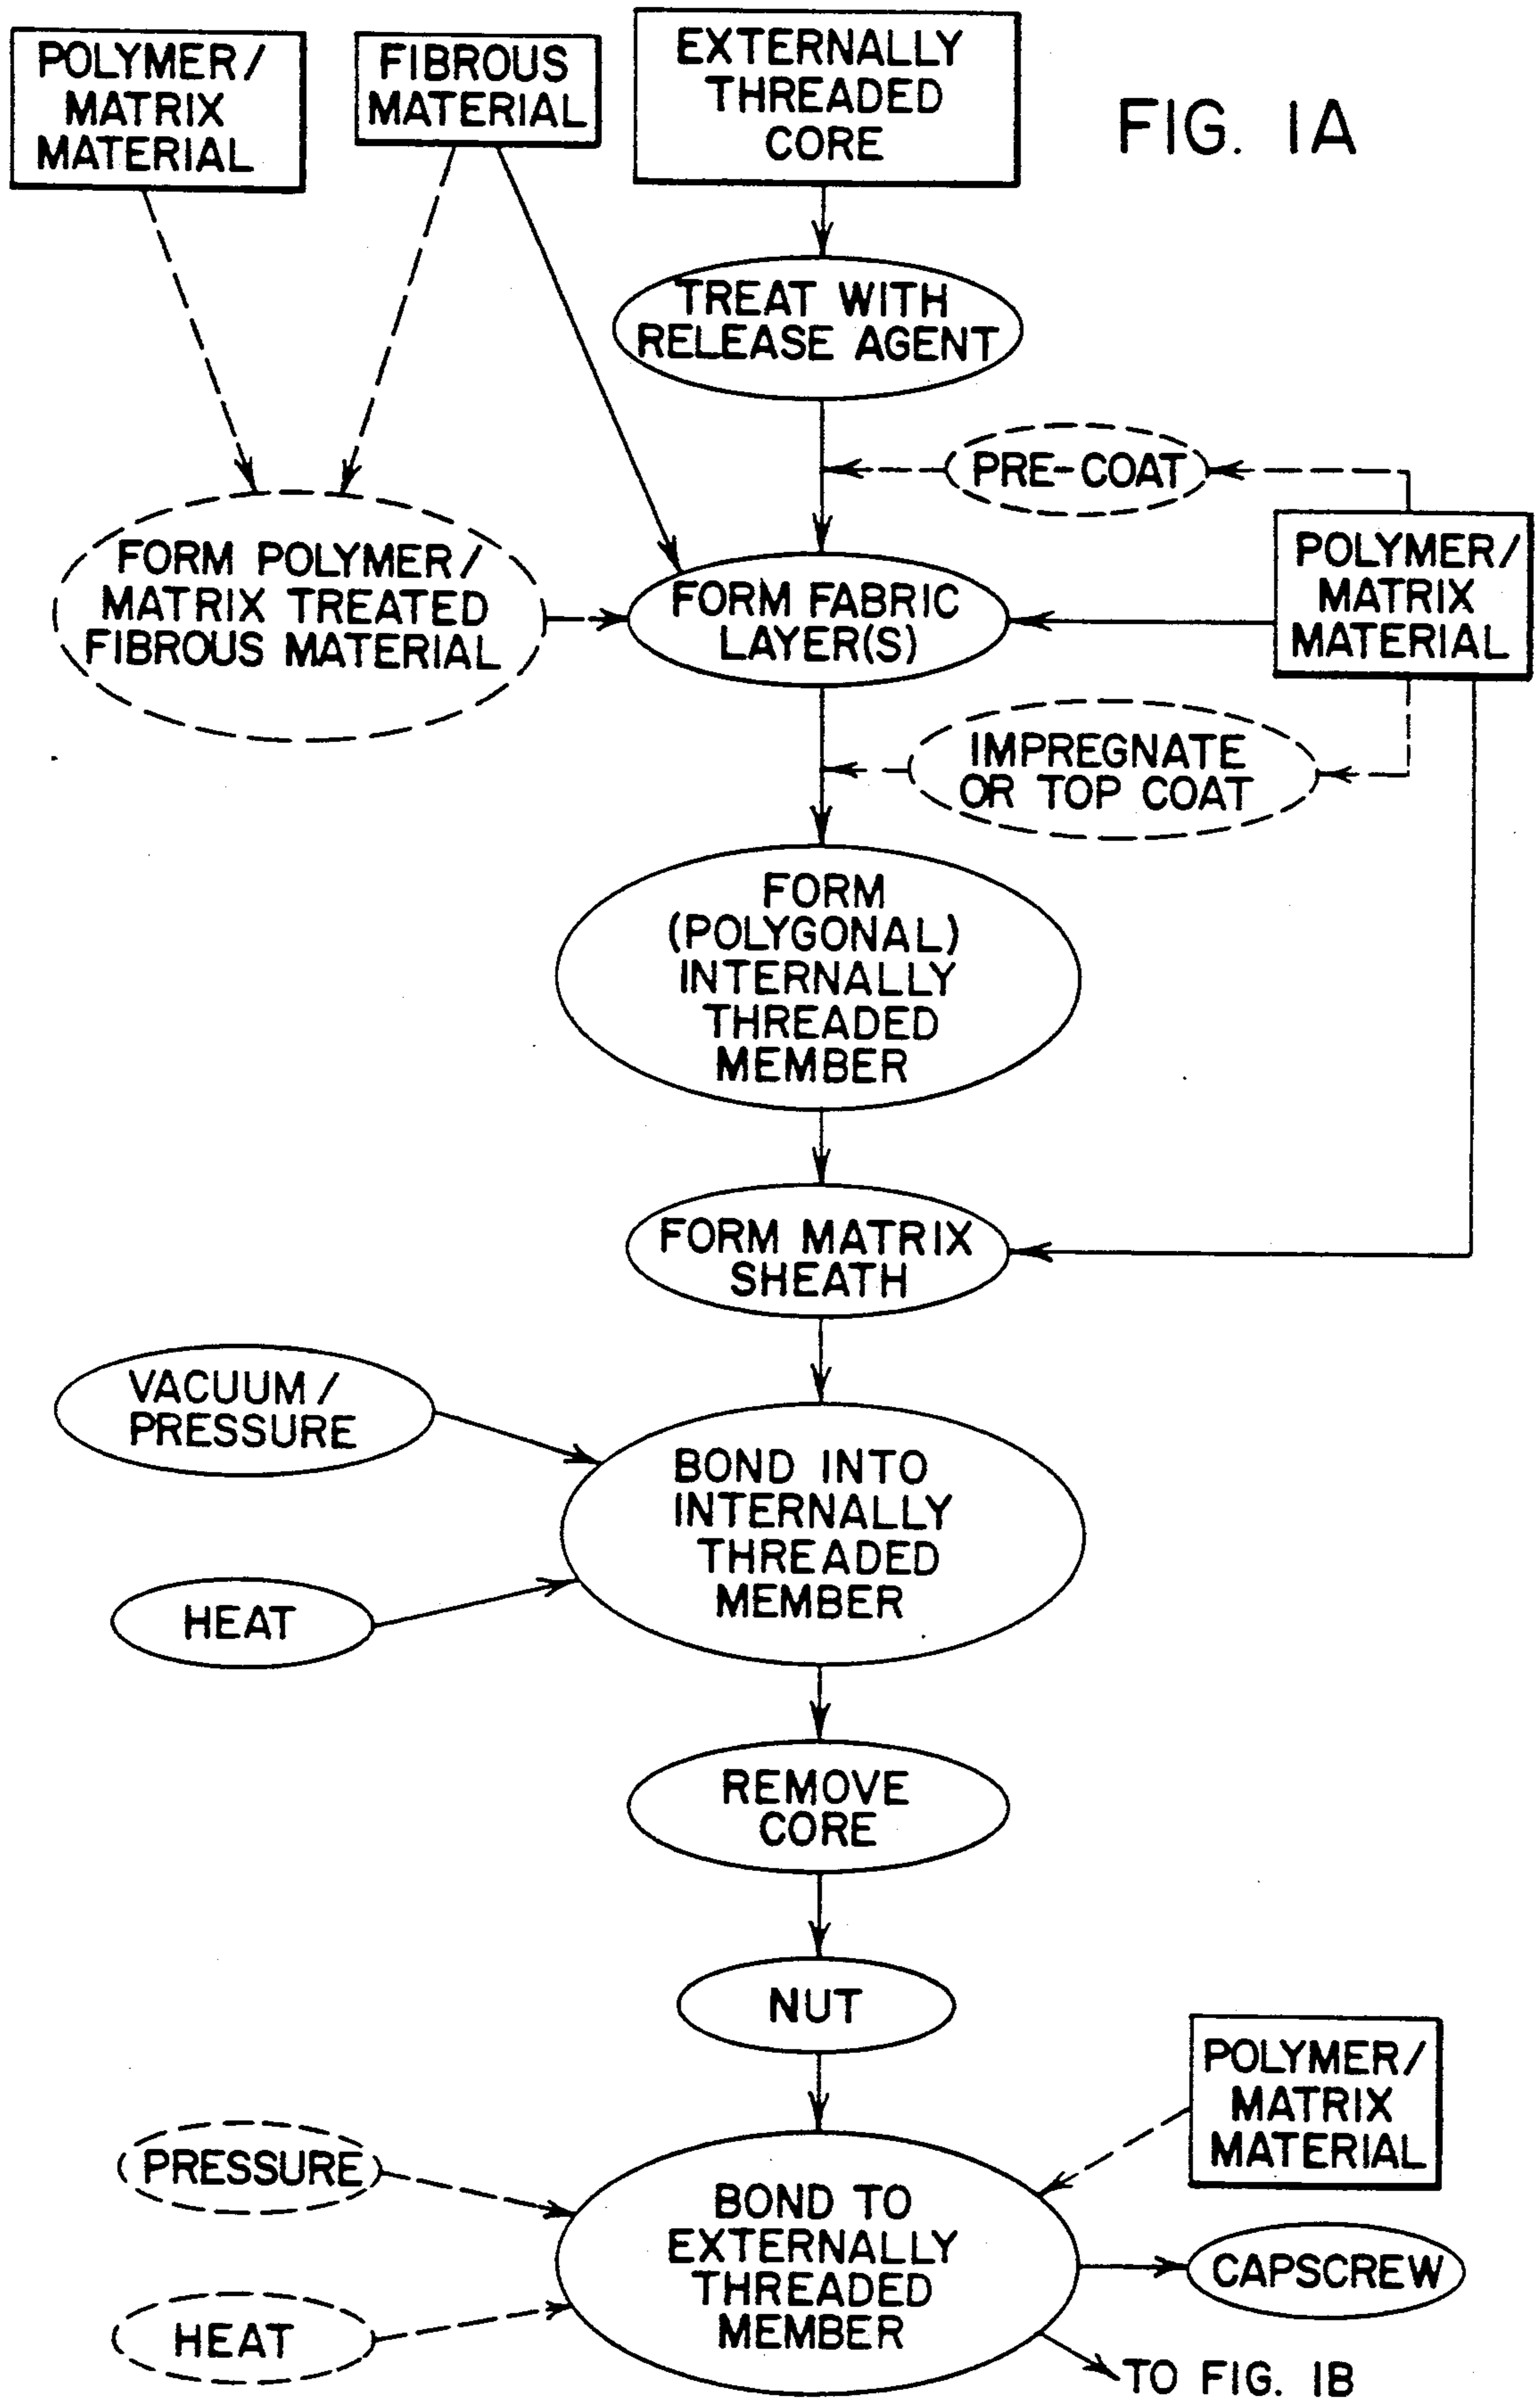 POLYMER/
MATRIX
MATERIAL
FIBROUS
MATERIAL
EXTERNALLY
THREADED
CORE
FIG. 1A
TREAT WITH
RELEASE AGENT
PRE-COAT
FORM POLYMER/
MATRIX TREATED
FIBROUS MATERIAL
FORM FABRIC
LAYER(S)
POLYMER/
MATRIX
MATERIAL
IMPREGNATE
OR TOP COAT
FORM
(POLYGONAL)
INTERNALLY
THREADED
MEMBER
FORM MATRIX
SHEATH
VACUUM/
PRESSURE
BOND INTO
INTERNALLY
THREADED
MEMBER
HEAT
REMOVE
CORE
NUT
POLYMER/
MATRIX
MATERIAL
PRESSURE
BOND TO
EXTERNALLY
THREADED
MEMBER
CAPSCREW
HEAT
TO FIG. 1B